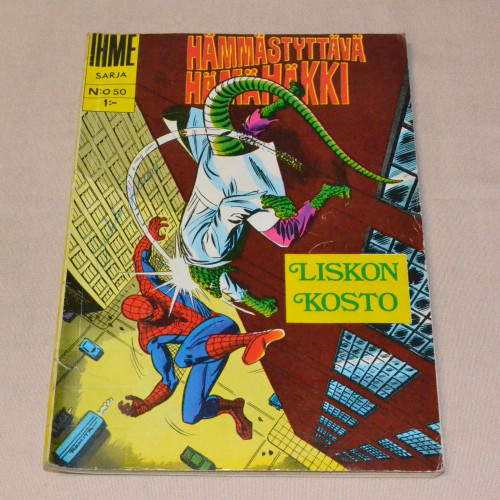 IHME
SARJA
N:O 50
1:-
HÄMMÄSTYTTÄVÄ
HÄMÄHÄKKI
LISKON
KOSTO